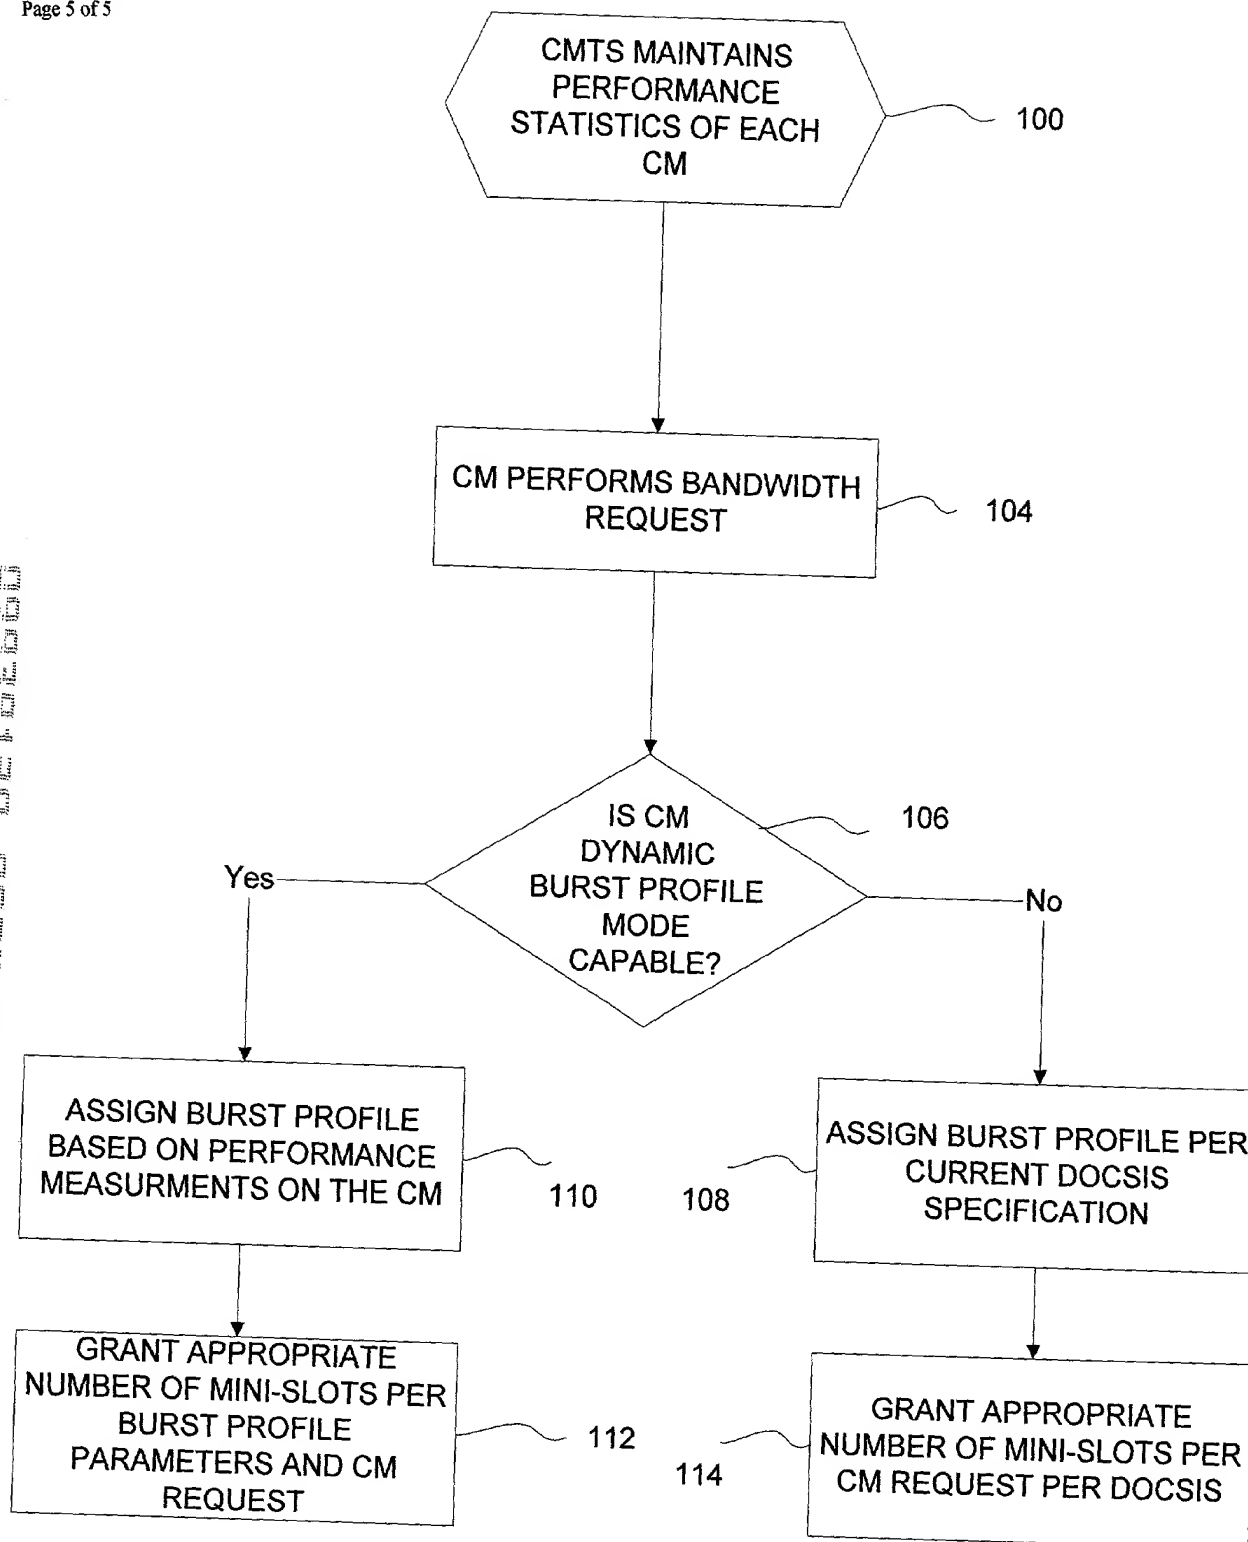 Page 5 of 5
CMTS MAINTAINS
PERFORMANCE
STATISTICS OF EACH
CM
100
CM PERFORMS BANDWIDTH
REQUEST
104
IS CM
DYNAMIC
BURST PROFILE
MODE
CAPABLE?
106
Yes
No
ASSIGN BURST PROFILE
BASED ON PERFORMANCE
MEASURMENTS ON THE CM
110
108
ASSIGN BURST PROFILE PER
CURRENT DOCSIS
SPECIFICATION
GRANT APPROPRIATE
NUMBER OF MINI-SLOTS PER
BURST PROFILE
PARAMETERS AND CM
REQUEST
112
114
GRANT APPROPRIATE
NUMBER OF MINI-SLOTS PER
CM REQUEST PER DOCSIS